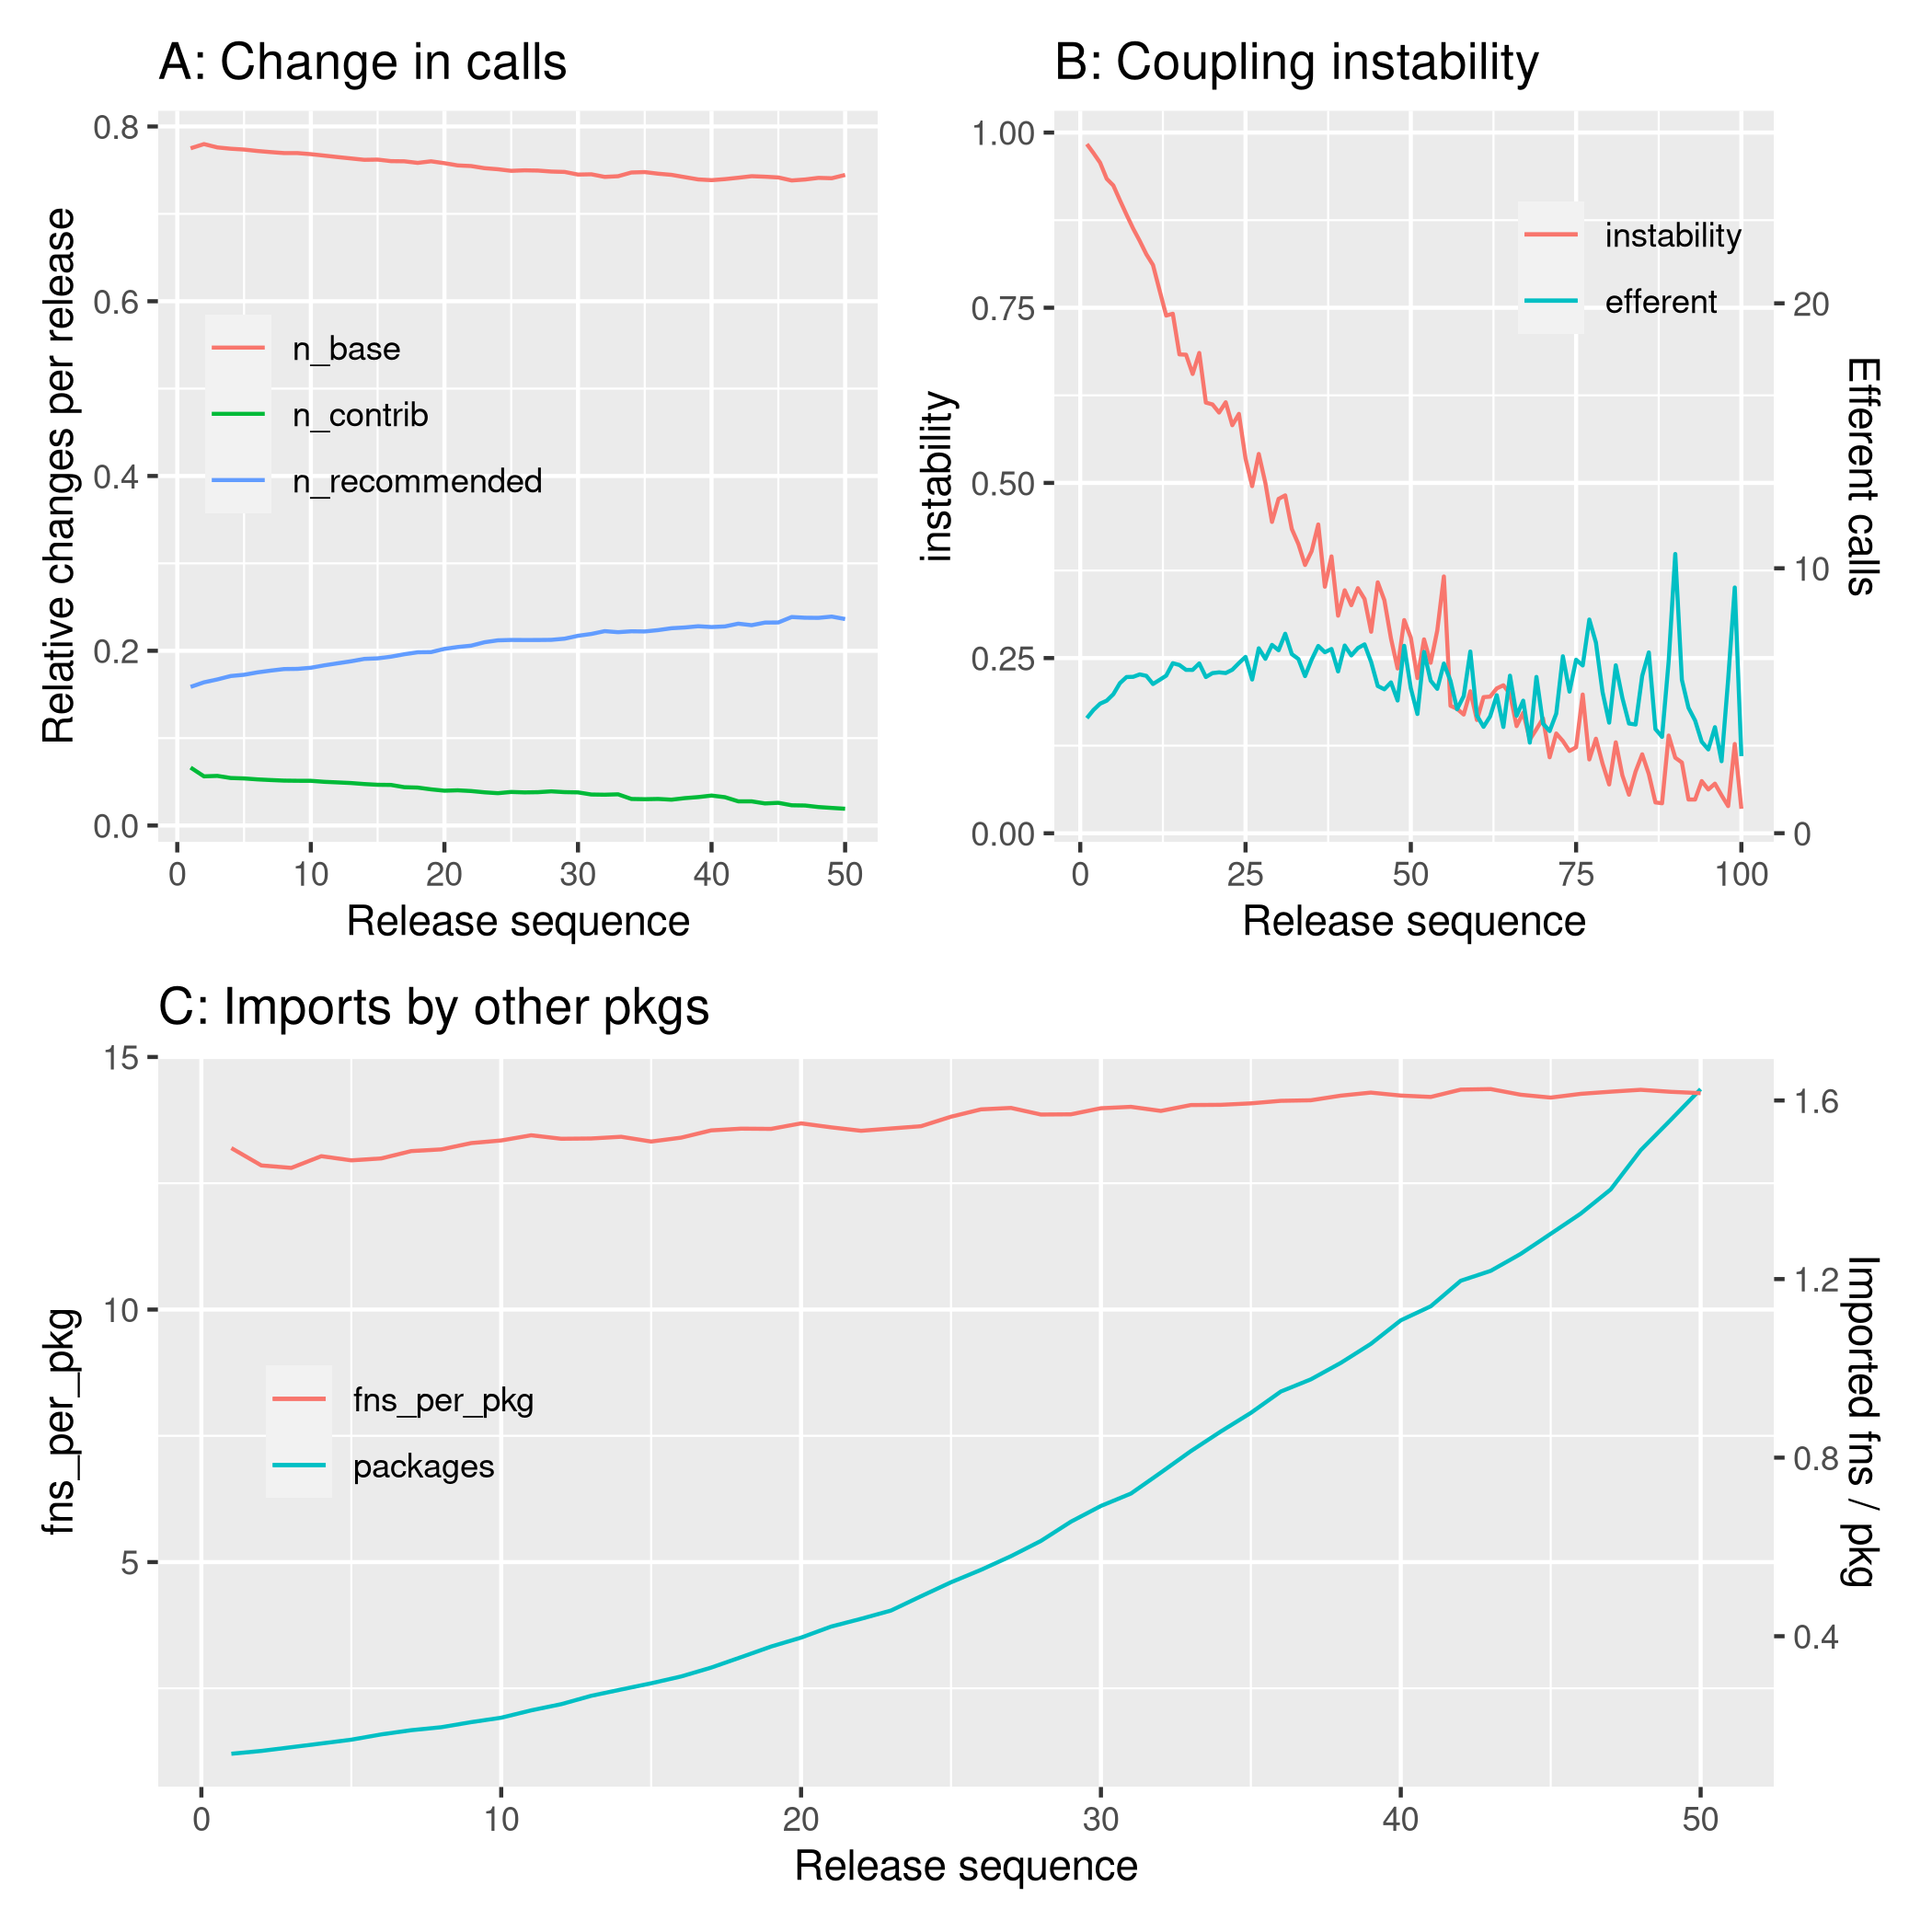 A: Change in calls
Relative changes per release
0.8
0.6
0.4
0.2
0.0
n_base
n_contrib
n_recommended
0 10 20 30 40 50
Release sequence
B: Coupling instability
instability
1.00
0.75
0.50
0.25
0.00
instability
efferent
20
10
0
Efferent calls
0 25 50 75 100
Release sequence
C: Imports by other pkgs
fns_per_pkg
15
10
5
fns_per_pkg
packages
1.6
1.2
0.8
0.4
Imported fns / pkg
0 10 20 30 40 50
Release sequence